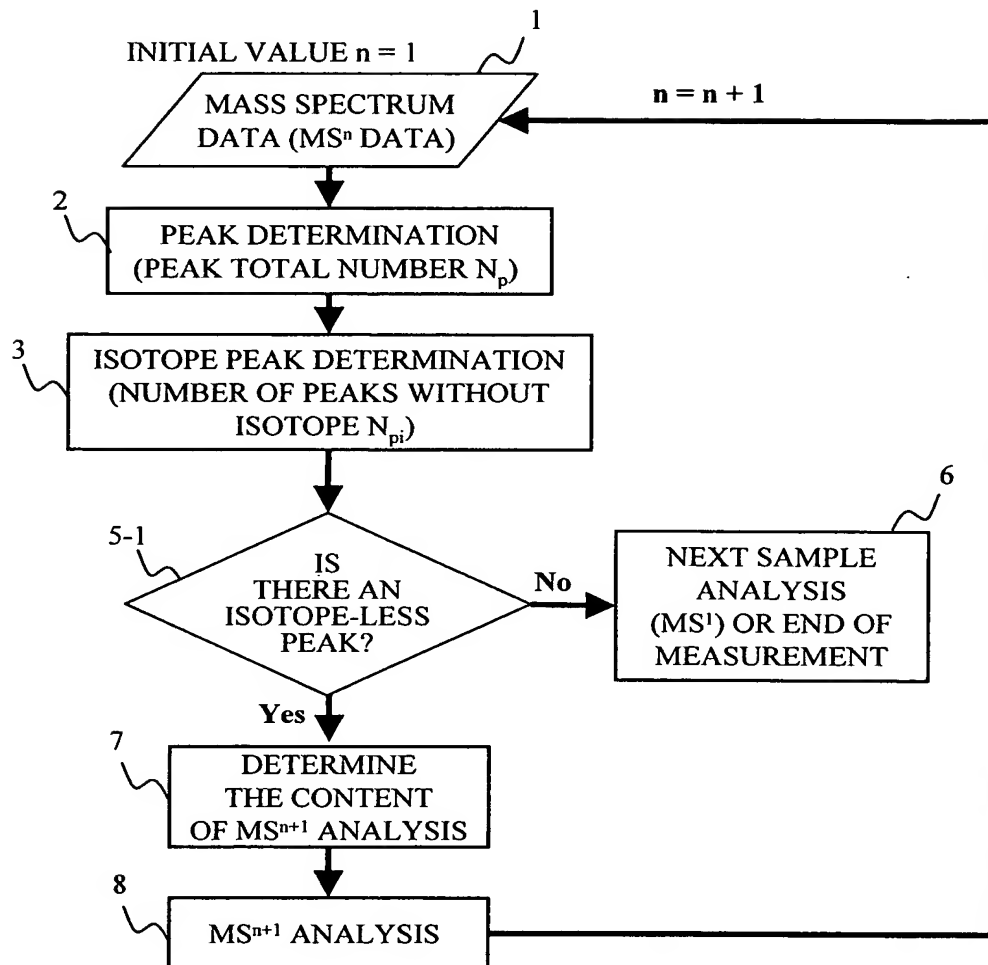 1
INITIAL VALUE n = 1
MASS SPECTRUM
DATA (MSⁿ DATA)
n = n + 1
2
PEAK DETERMINATION
(PEAK TOTAL NUMBER Nₚ)
3
ISOTOPE PEAK DETERMINATION
(NUMBER OF PEAKS WITHOUT
ISOTOPE Nₚᵢ)
5-1
IS
THERE AN
ISOTOPE-LESS
PEAK?
No
6
NEXT SAMPLE
ANALYSIS
(MS¹) OR END OF
MEASUREMENT
Yes
7
DETERMINE
THE CONTENT
OF MSⁿ⁺¹ ANALYSIS
8
MSⁿ⁺¹ ANALYSIS